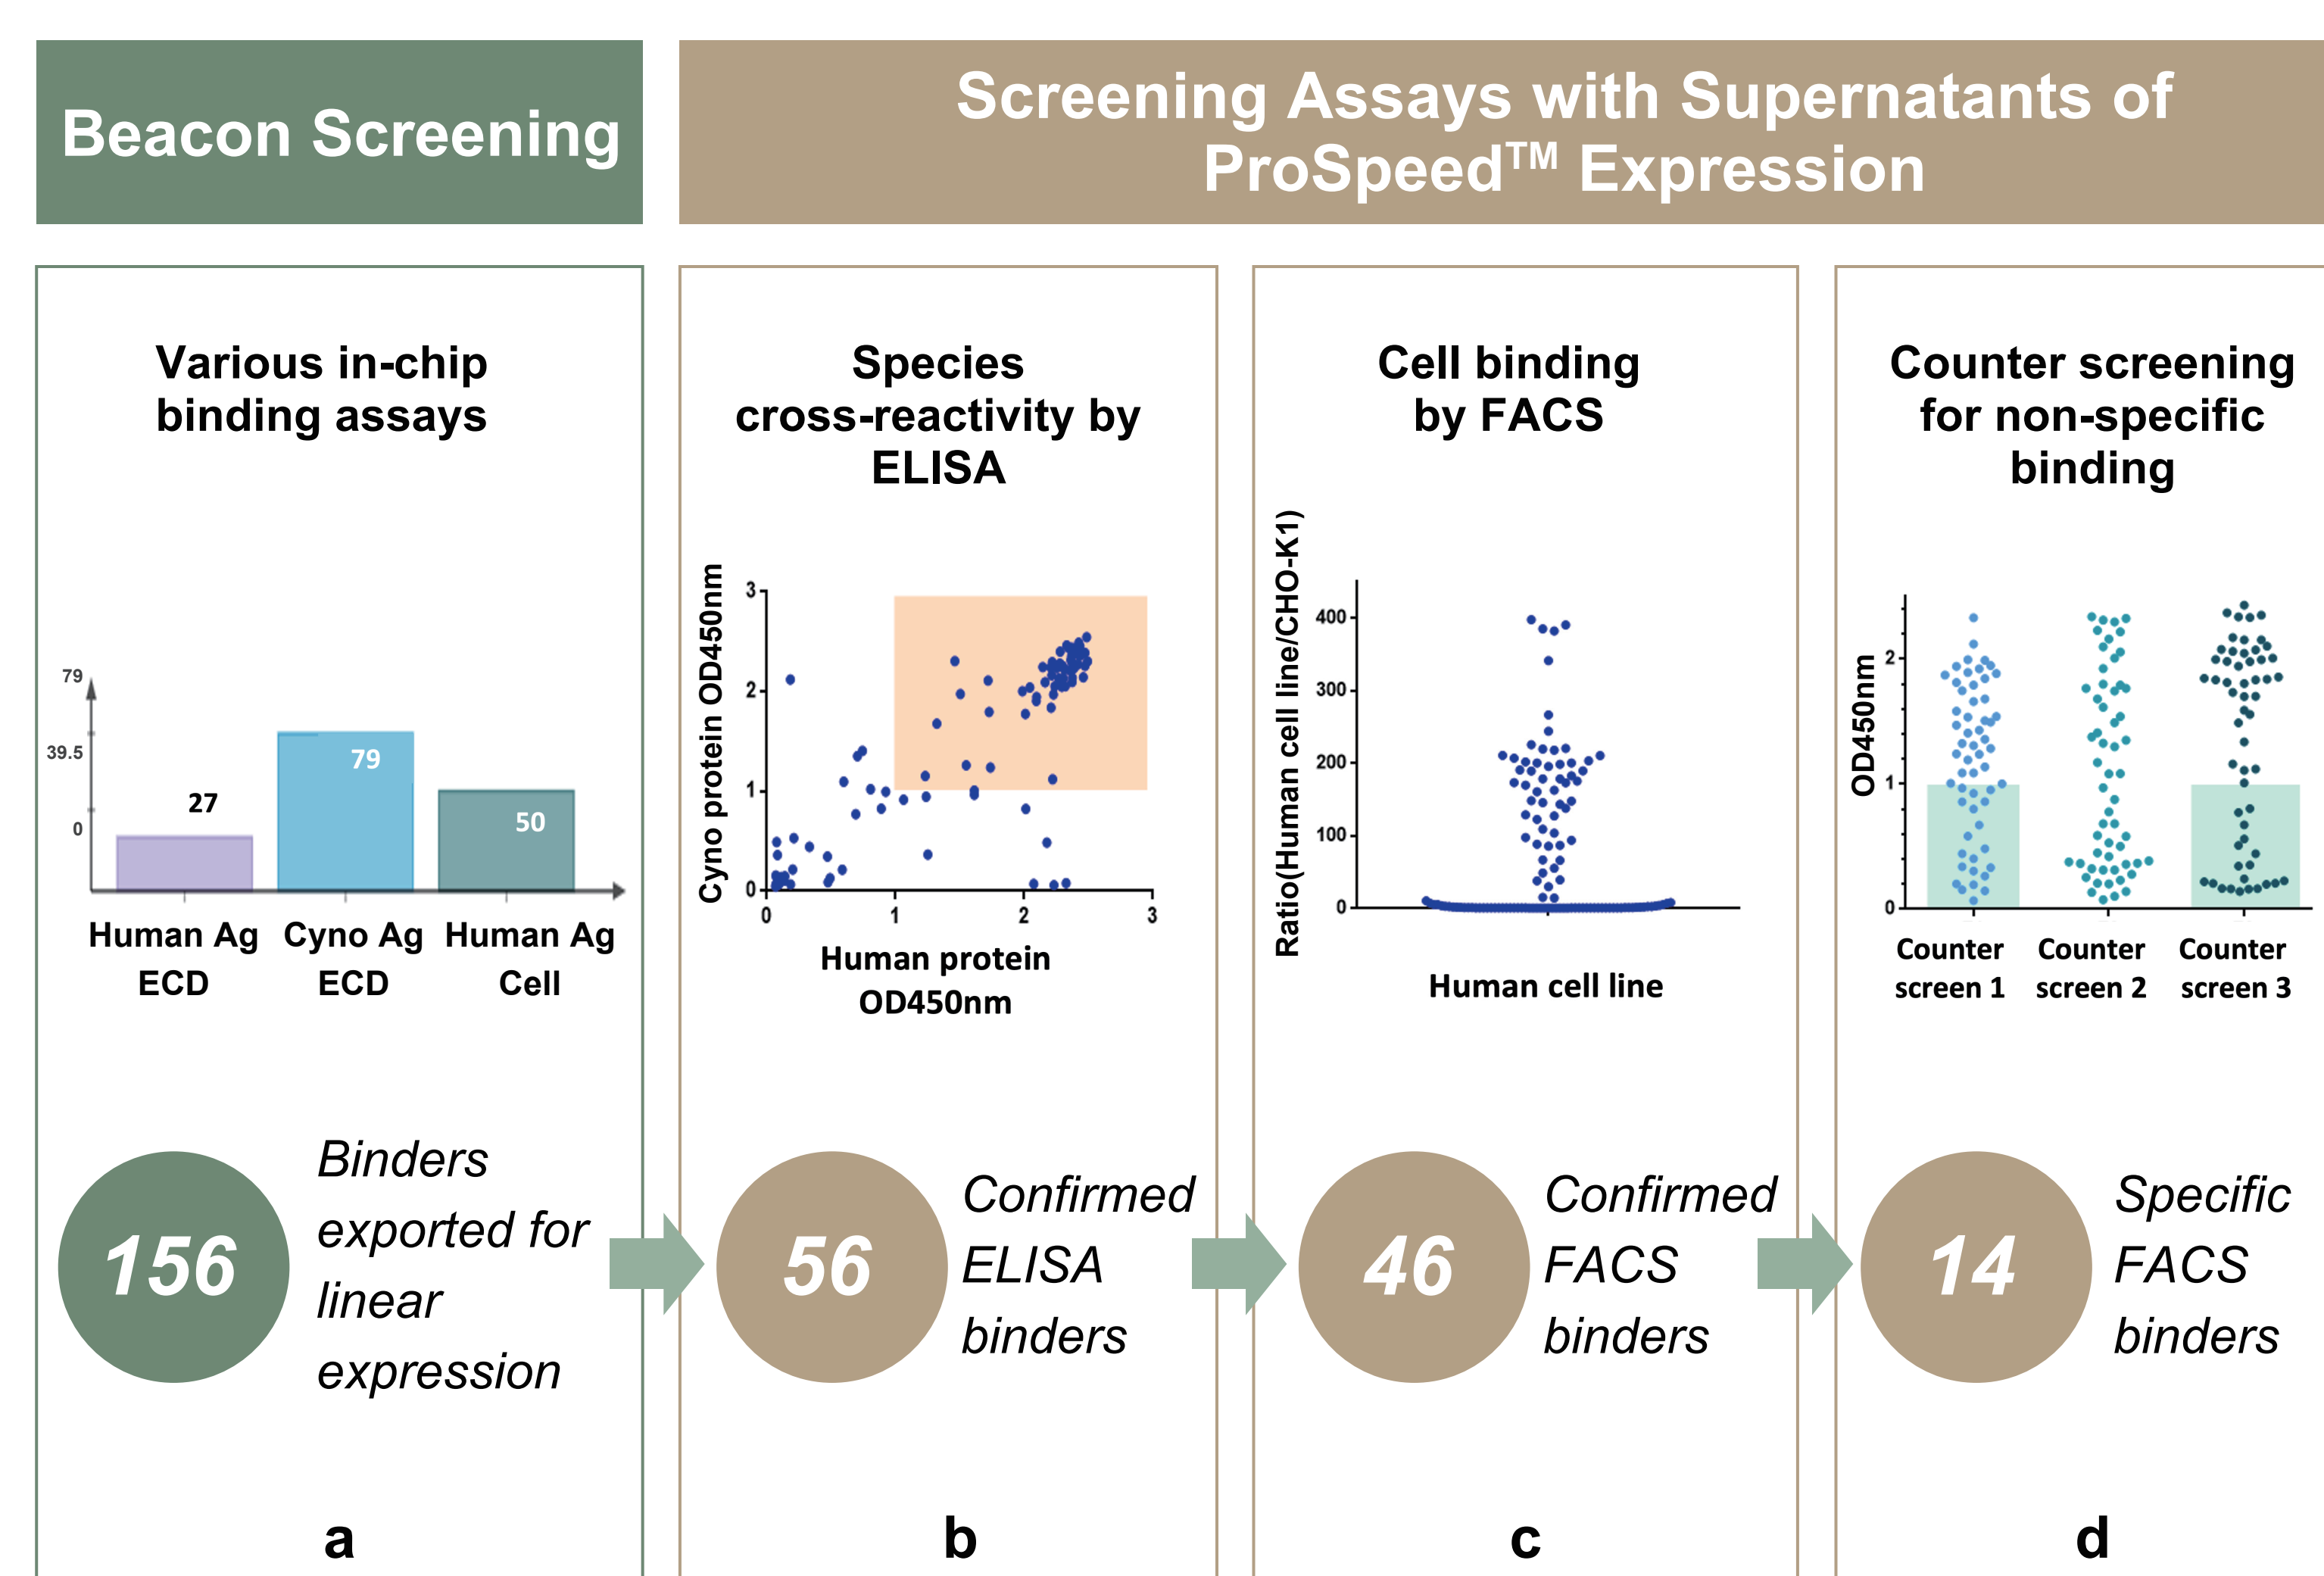 Beacon Screening
Screening Assays with Supernatants of
ProSpeed™ Expression
Various in-chip
binding assays
79
39.5
0
27
79
50
Human Ag
ECD
Cyno Ag
ECD
Human Ag
Cell
156
Binders
exported for
linear
expression
a
Species
cross-reactivity by
ELISA
Cyno protein OD450nm
3
2
1
0
0
1
2
3
Human protein
OD450nm
56
Confirmed
ELISA
binders
b
Cell binding
by FACS
Ratio(Human cell line/CHO-K1)
400
300
200
100
0
Human cell line
46
Confirmed
FACS
binders
c
Counter screening
for non-specific
binding
OD450nm
2
1
0
Counter
screen 1
Counter
screen 2
Counter
screen 3
14
Specific
FACS
binders
d